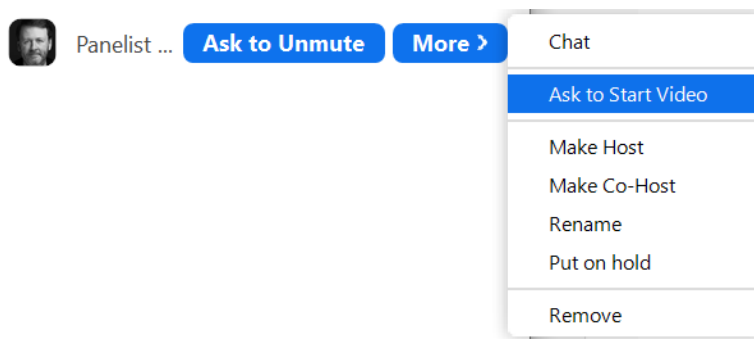 Panelist ... Ask to Unmute More >
Chat
Ask to Start Video
Make Host
Make Co-Host
Rename
Put on hold
Remove